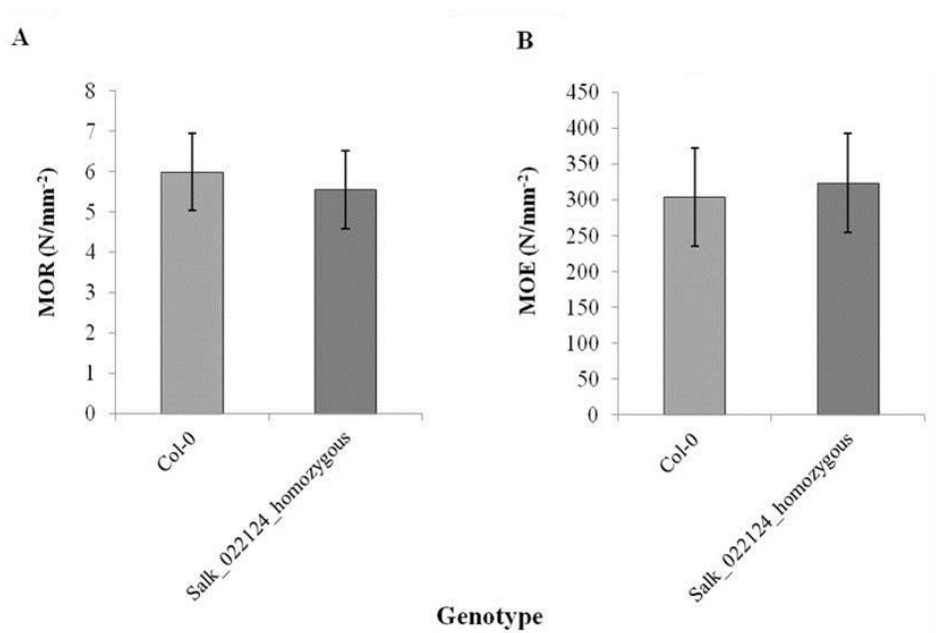 A
B
MOR (N/mm⁻²)
8
7
6
5
4
3
2
1
0
Col-0
Salk_022124_homozygous
MOE (N/mm⁻²)
450
400
350
300
250
200
150
100
50
0
Col-0
Salk_022124_homozygous
Genotype